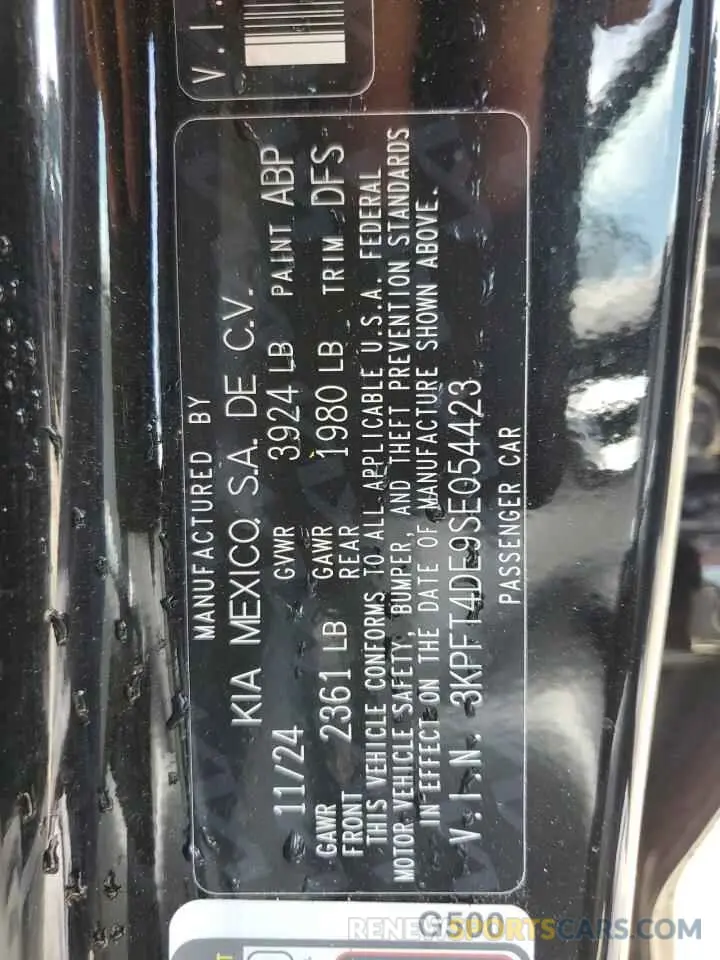 V.I.
MANUFACTURED BY
KIA MEXICO, S.A. DE C.V.
11/24 GVWR 3924 LB PAINT ABP
GAWR FRONT 2361 LB GAWR REAR 1980 LB TRIM DFS
THIS VEHICLE CONFORMS TO ALL APPLICABLE U.S.A. FEDERAL
MOTOR VEHICLE SAFETY, BUMPER, AND THEFT PREVENTION STANDARDS
IN EFFECT ON THE DATE OF MANUFACTURE SHOWN ABOVE.
V.I.N. 3KPFT4DE9SE054423
PASSENGER CAR
G500
RENEWSPORTSCARS.COM